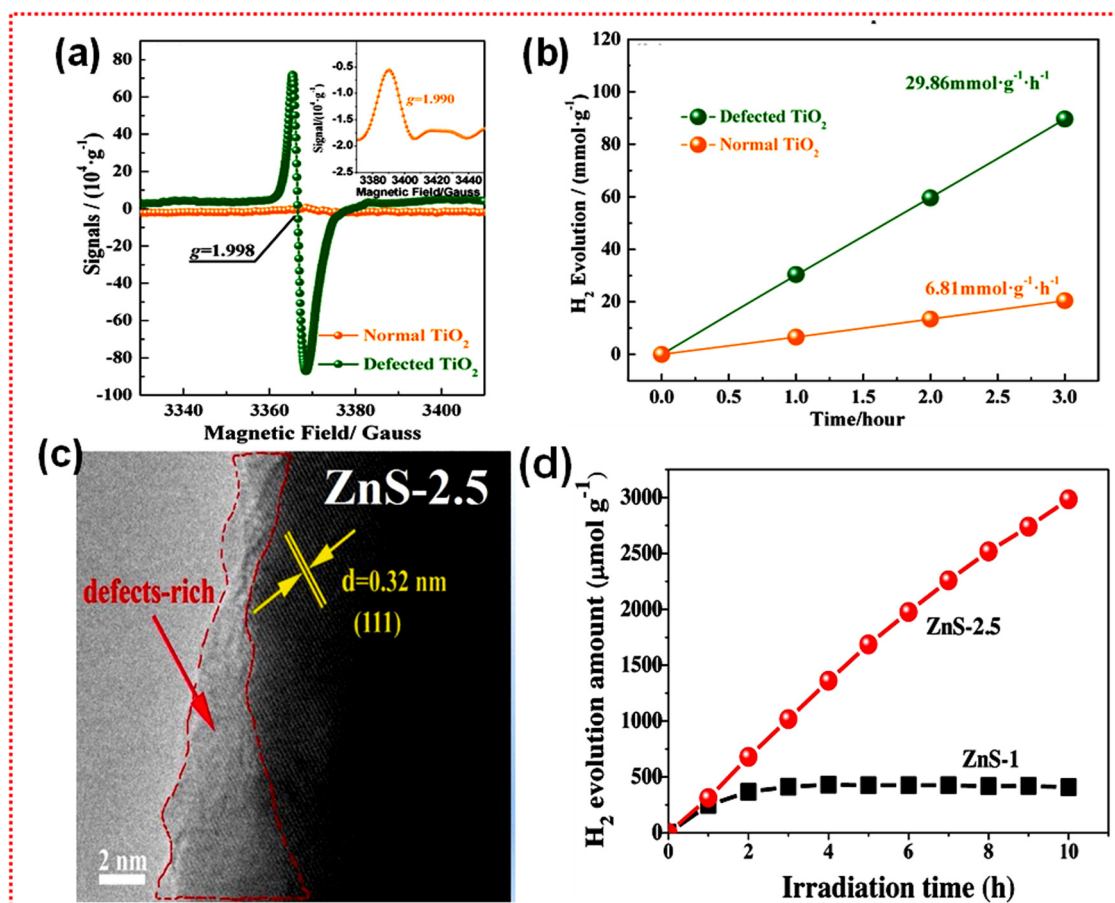 (a)
80
60
40
20
0
-20
-40
-60
-80
-100
Signals / (10⁴·g⁻¹)
3340
3360
3380
3400
Magnetic Field/ Gauss
g=1.998
Normal TiO₂
Defected TiO₂
-0.5
-1.0
-1.5
-2.0
-2.5
Signal/(10⁴·g⁻¹)
g=1.990
3380 3400 3420 3440
Magnetic Field/Gauss
(b)
120
100
80
60
40
20
0
H₂ Evolution / (mmol·g⁻¹)
29.86mmol·g⁻¹·h⁻¹
Defected TiO₂
Normal TiO₂
6.81mmol·g⁻¹·h⁻¹
0.0 0.5 1.0 1.5 2.0 2.5 3.0
Time/hour
(c)
ZnS-2.5
defects-rich
d=0.32 nm
(111)
2 nm
(d)
3000
2500
2000
1500
1000
500
0
H₂ evolution amount (μmol g⁻¹)
ZnS-2.5
ZnS-1
0 2 4 6 8 10
Irradiation time (h)